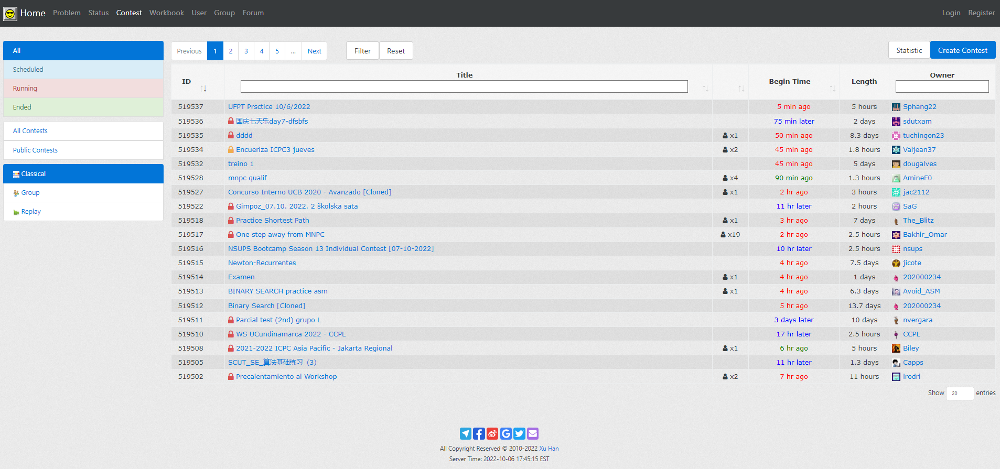 Home Problem Status Contest Workbook User Group Forum Login Register
All
Scheduled
Running
Ended
All Contests
Public Contests
Classical
Group
Replay
Previous 1 2 3 4 5 ... Next Filter Reset Statistic Create Contest
ID Title Begin Time Length Owner
519537 UFPT Prsctice 10/6/2022 5 min ago 5 hours Sphang22
519536 国庆七天乐day7-dfsbfs 75 min later 2 days sdutxam
519535 dddd x1 50 min ago 8.3 days tuchingon23
519534 Encueriza ICPC3 jueves x2 45 min ago 1.8 hours Valjean37
519532 treino 1 45 min ago 5 days dougalves
519528 mnpc qualif x4 90 min ago 1.3 hours AmineF0
519527 Concurso Interno UCB 2020 - Avanzado [Cloned] x1 2 hr ago 3 hours jac2112
519522 Gimpoz_07.10. 2022. 2 školska sata 11 hr later 2 hours SaG
519518 Practice Shortest Path x1 3 hr ago 7 days The_Blitz
519517 One step away from MNPC x19 2 hr ago 2.5 hours Bakhir_Omar
519516 NSUPS Bootcamp Season 13 Individual Contest [07-10-2022] 10 hr later 2.5 hours nsups
519515 Newton-Recurrentes 4 hr ago 7.5 days jicote
519514 Examen x1 4 hr ago 1 days 202000234
519513 BINARY SEARCH practice asm x1 4 hr ago 6.3 days Avoid_ASM
519512 Binary Search [Cloned] 5 hr ago 13.7 days 202000234
519511 Parcial test (2nd) grupo L 3 days later 10 days nvergara
519510 WS UCundinamarca 2022 - CCPL 17 hr later 2.5 hours CCPL
519508 2021-2022 ICPC Asia Pacific - Jakarta Regional x1 6 hr ago 5 hours Biley
519505 SCUT_SE_算法基础练习（3） 11 hr later 1.3 days Capps
519502 Precalentamiento al Workshop x2 7 hr ago 11 hours lrodri
Show 20 entries
All Copyright Reserved © 2010-2022 Xu Han
Server Time: 2022-10-06 17:45:15 EST